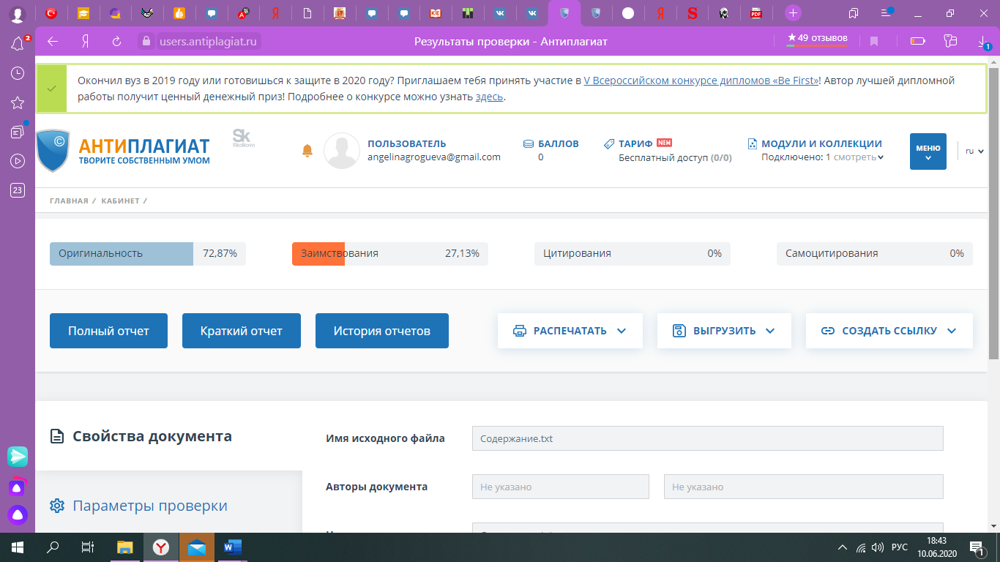 users.antiplagiat.ru
Результаты проверки - Антиплагиат
★49 отзывов
2
1
Окончил вуз в 2019 году или готовишься к защите в 2020 году? Приглашаем тебя принять участие в V Всероссийском конкурсе дипломов «Be First»! Автор лучшей дипломной
работы получит ценный денежный приз! Подробнее о конкурсе можно узнать здесь.
АНТИПЛАГИАТ
ТВОРИТЕ СОБСТВЕННЫМ УМОМ
Sk
Skolkovo
ПОЛЬЗОВАТЕЛЬ
angelinagrogueva@gmail.com
БАЛЛОВ
0
ТАРИФ NEW
Бесплатный доступ (0/0)
МОДУЛИ И КОЛЛЕКЦИИ
Подключено: 1 смотреть
МЕНЮ
ru
23
ГЛАВНАЯ / КАБИНЕТ /
Оригинальность 72,87%
Заимствования 27,13%
Цитирования 0%
Самоцитирования 0%
Полный отчет
Краткий отчет
История отчетов
РАСПЕЧАТАТЬ
ВЫГРУЗИТЬ
СОЗДАТЬ ССЫЛКУ
Свойства документа
Имя исходного файла
Содержание.txt
Авторы документа
Не указано
Не указано
Параметры проверки
РУС
18:43
10.06.2020
1